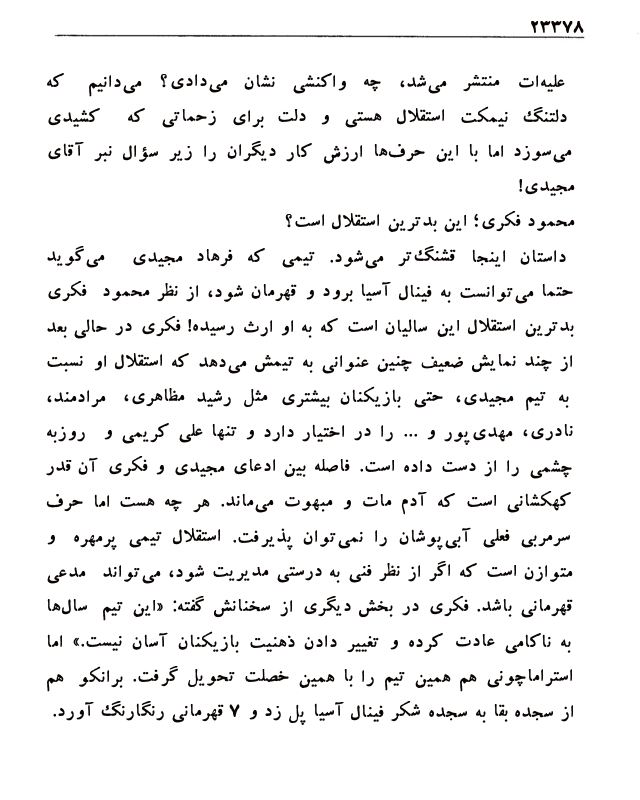 ۲۳۳۷۸
علیه‌ات منتشر می‌شد، چه واکنشی نشان می‌دادی؟ می‌دانیم که
دلتنگ نیمکت استقلال هستی و دلت برای زحماتی که کشیدی
می‌سوزد اما با این حرف‌ها ارزش کار دیگران را زیر سؤال نبر آقای
مجیدی!
محمود فکری؛ این بدترین استقلال است؟
داستان اینجا قشنگ‌تر می‌شود. تیمی که فرهاد مجیدی می‌گوید
حتما می‌توانست به فینال آسیا برود و قهرمان شود، از نظر محمود فکری
بدترین استقلال این سالیان است که به او ارث رسیده! فکری در حالی بعد
از چند نمایش ضعیف چنین عنوانی به تیمش می‌دهد که استقلال او نسبت
به تیم مجیدی، حتی بازیکنان بیشتری مثل رشید مظاهری، مرادمند،
نادری، مهدی‌پور و ... را در اختیار دارد و تنها علی کریمی و روزبه
چشمی را از دست داده است. فاصله بین ادعای مجیدی و فکری آن قدر
کهکشانی است که آدم مات و مبهوت می‌ماند. هر چه هست اما حرف
سرمربی فعلی آبی‌پوشان را نمی‌توان پذیرفت. استقلال تیمی پرمهره و
متوازن است که اگر از نظر فنی به درستی مدیریت شود، می‌تواند مدعی
قهرمانی باشد. فکری در بخش دیگری از سخنانش گفته: «این تیم سال‌ها
به ناکامی عادت کرده و تغییر دادن ذهنیت بازیکنان آسان نیست.» اما
استراماچونی هم همین تیم را با همین خصلت تحویل گرفت. برانکو هم
از سجده بقا به سجده شکر فینال آسیا پل زد و ۷ قهرمانی رنگارنگ آورد.